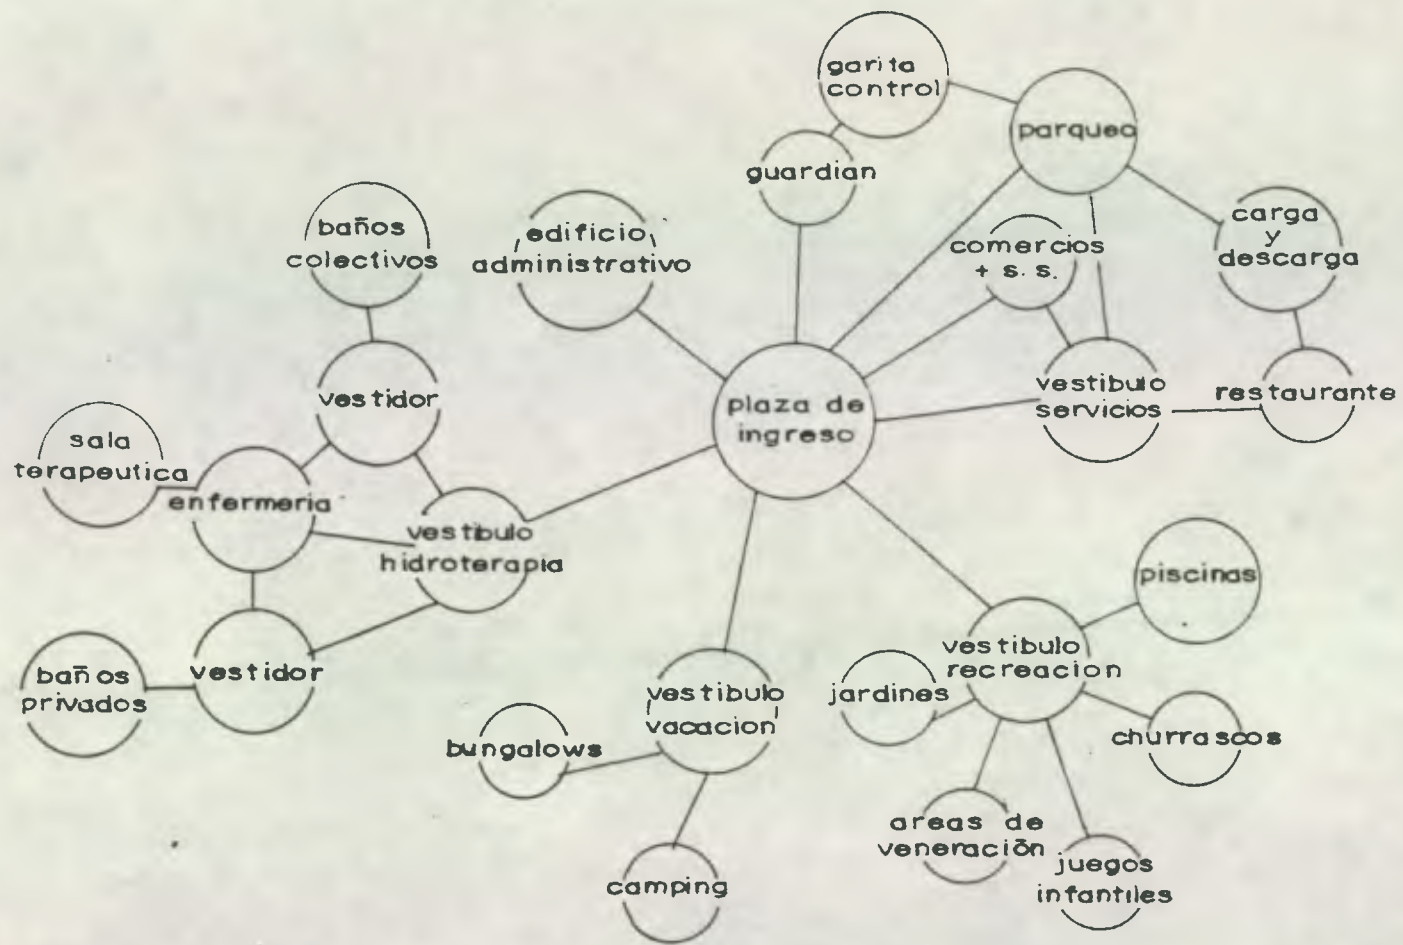 garita
control
parqueo
guardian
carga
y
descarga
baños
colectivos
edificio
administrativo
comercios
+ s. s.
vestibulo
servicios
restaurante
vestidor
plaza de
ingreso
sala
terapeutica
enfermeria
vestibulo
hidroterapia
piscinas
vestibulo
recreacion
baños
privados
vestidor
jardines
vestibulo
vacacion
bungalows
churrascos
areas de
veneración
juegos
infantiles
camping